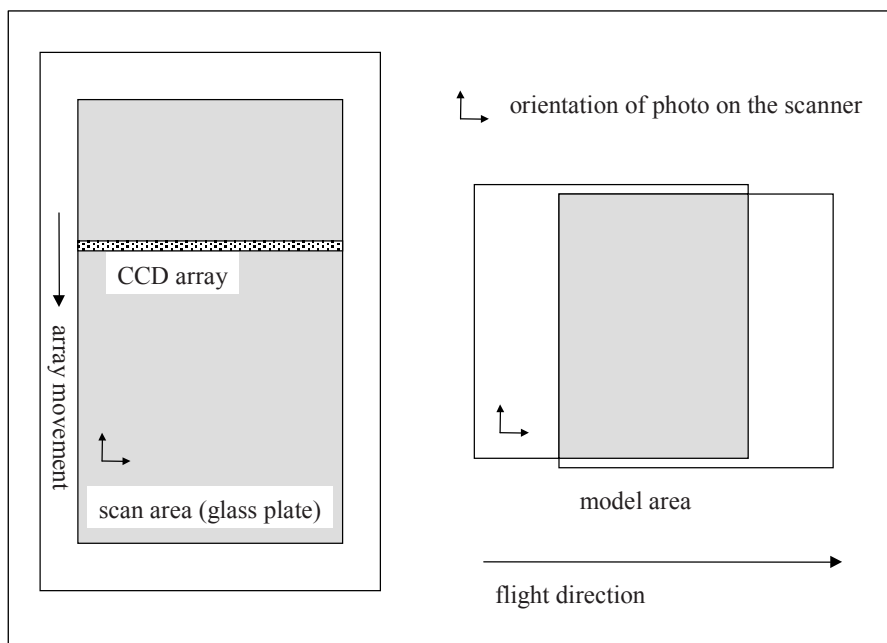 orientation of photo on the scanner
CCD array
array movement
scan area (glass plate)
model area
flight direction